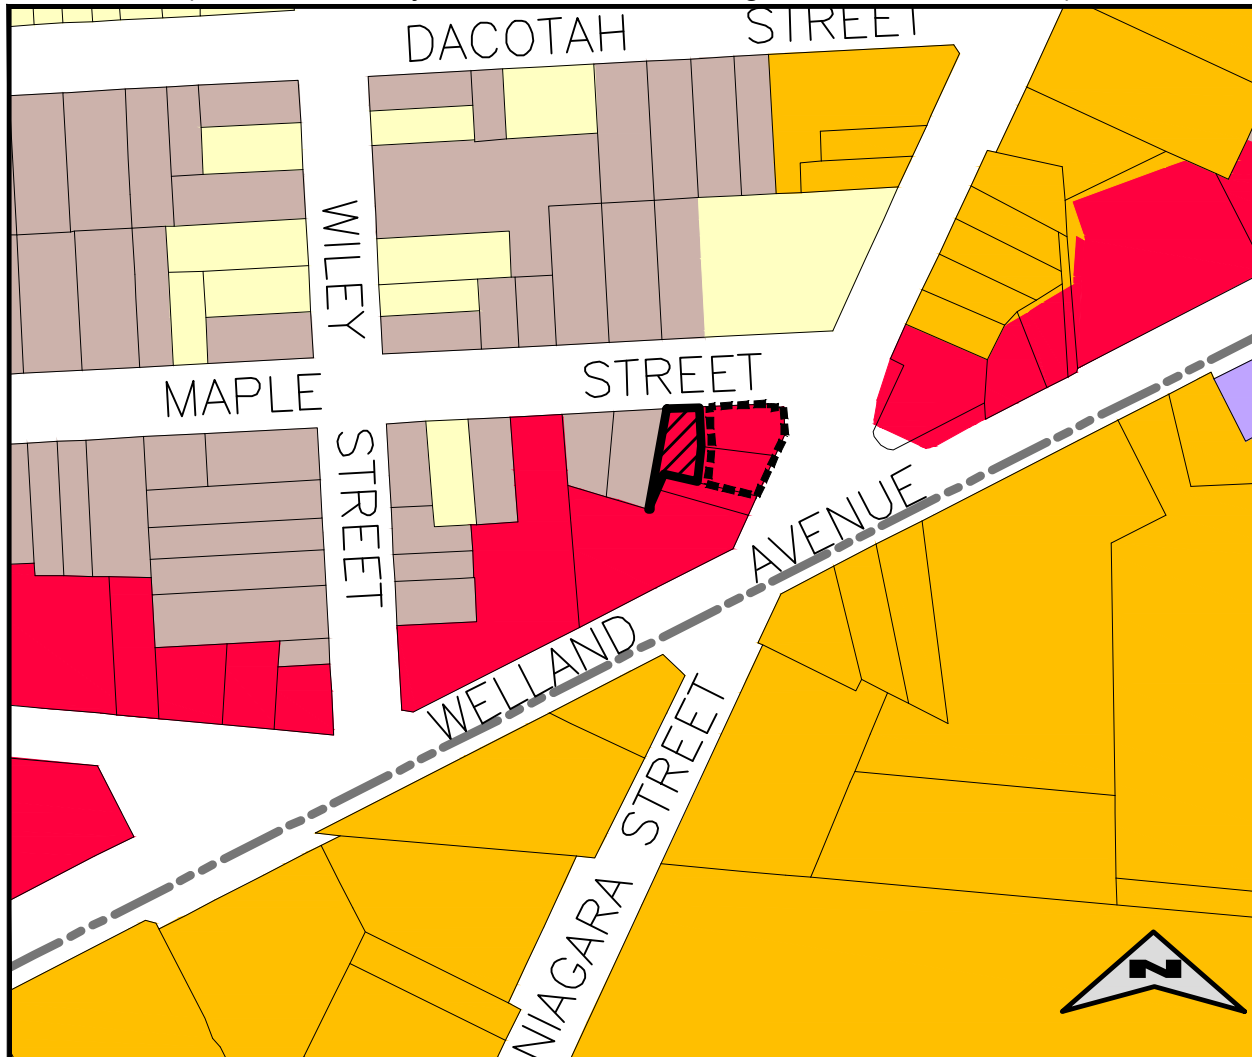 DACOTAH STREET
WILEY STREET
MAPLE STREET
WELLAND AVENUE
NIAGARA STREET
N